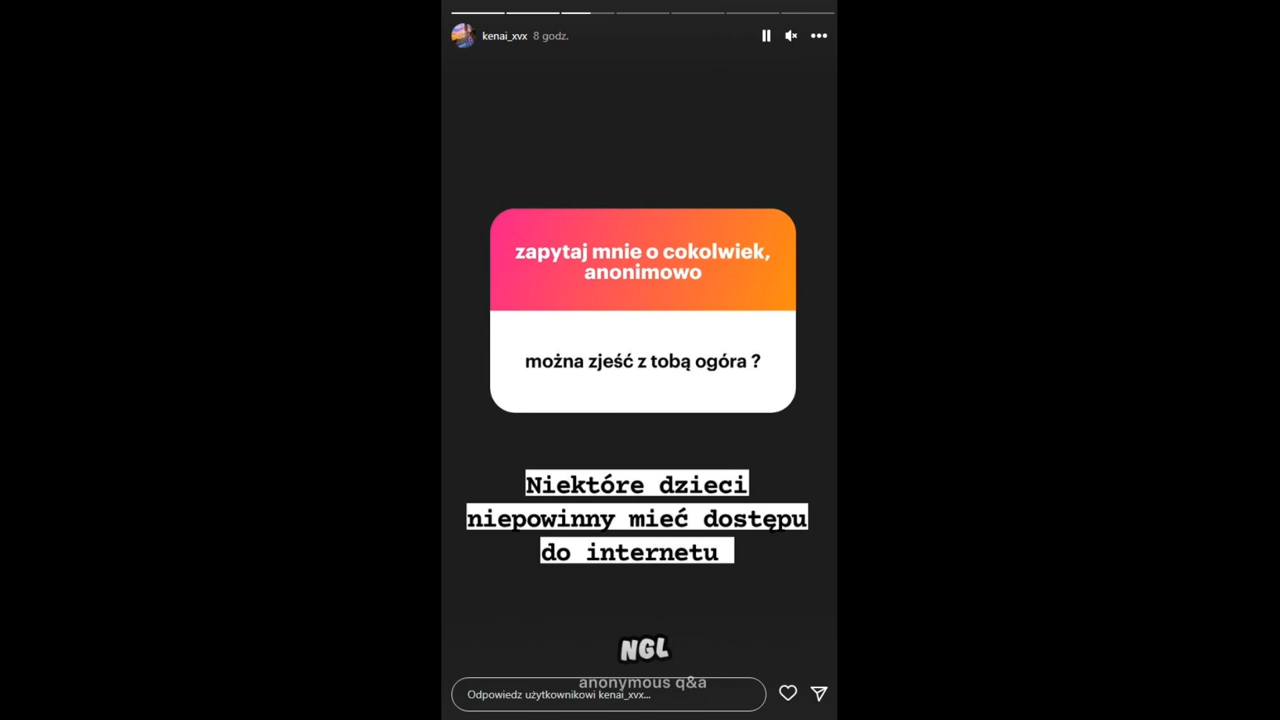 kenai_xvx 8 godz.
zapytaj mnie o cokolwiek,
anonimowo
można zjeść z tobą ogóra ?
Niektóre dzieci
niepowinny mieć dostępu
do internetu
NGL
anonymous q&a
Odpowiedz użytkownikowi kenai_xvx...